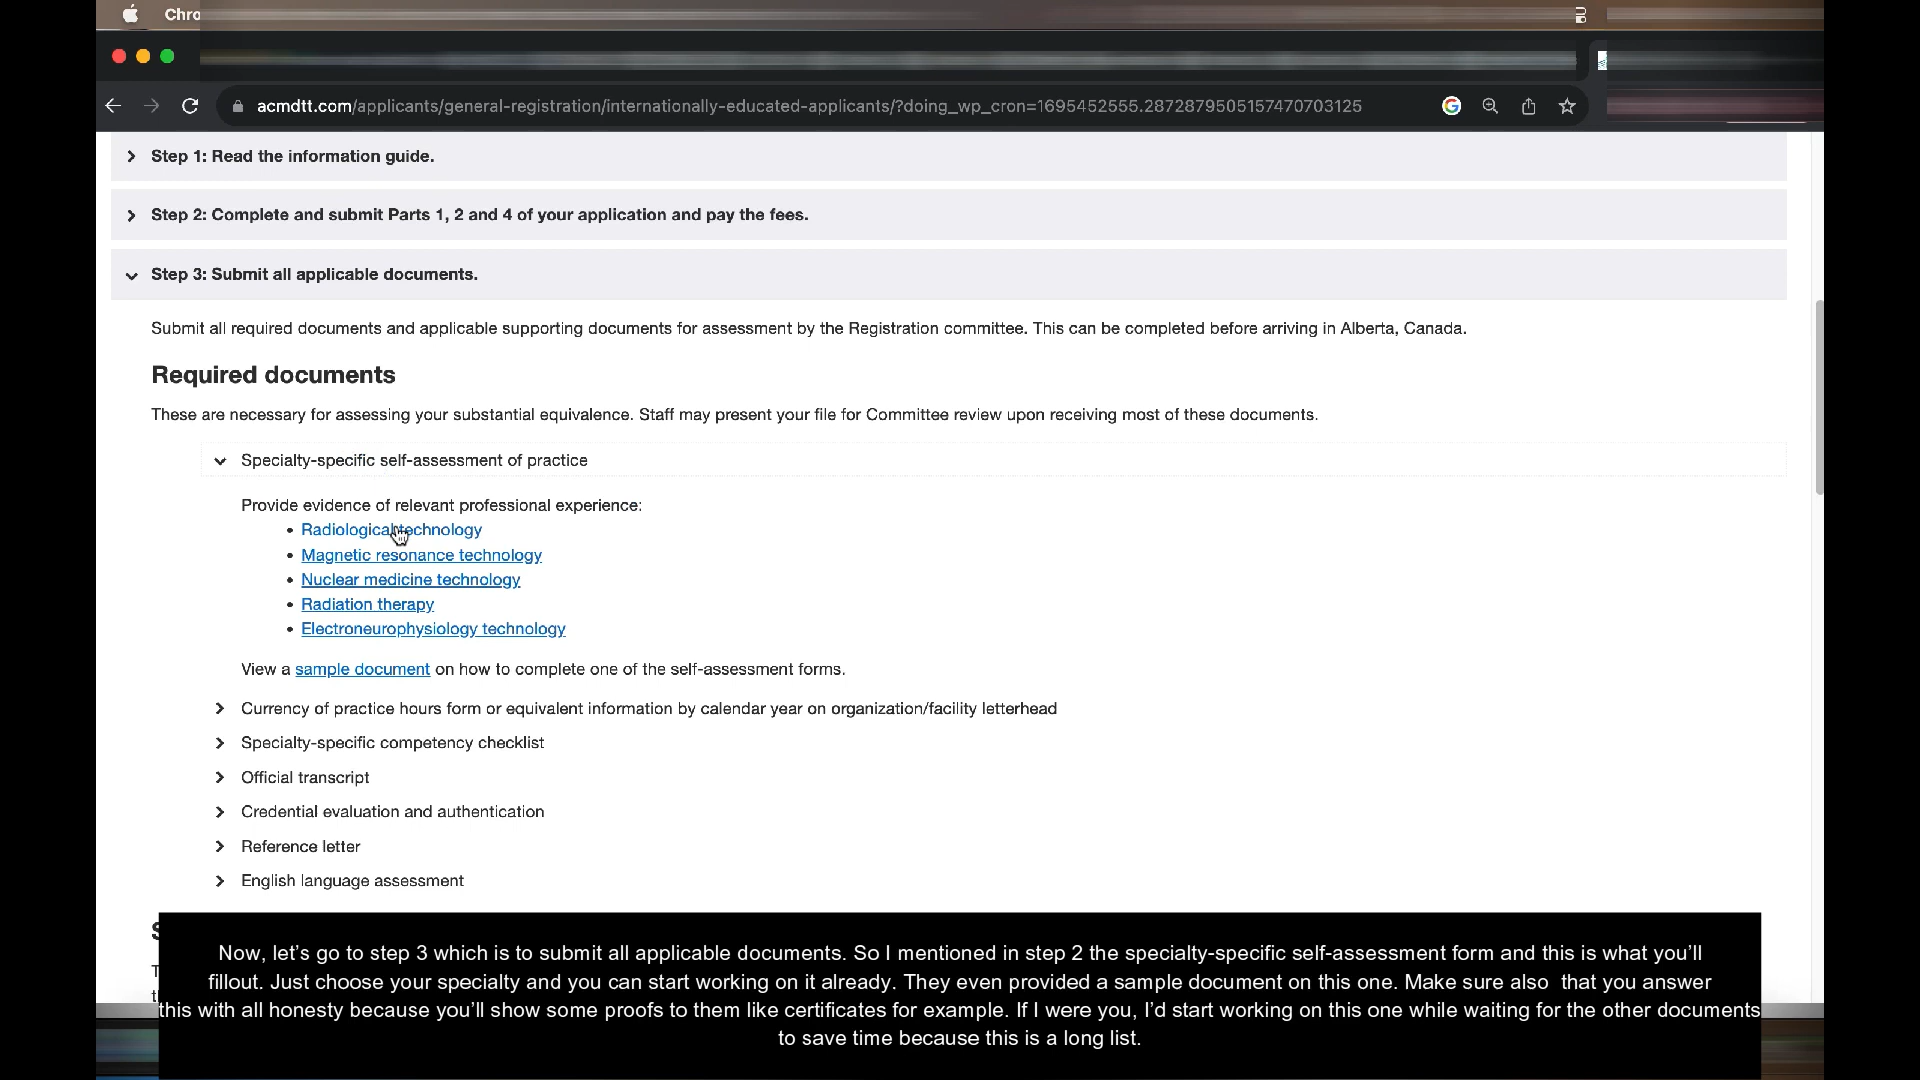 Chro
acmdtt.com/applicants/general-registration/internationally-educated-applicants/?doing_wp_cron=1695452555.2872879505157470703125
Step 1: Read the information guide.
Step 2: Complete and submit Parts 1, 2 and 4 of your application and pay the fees.
Step 3: Submit all applicable documents.
Submit all required documents and applicable supporting documents for assessment by the Registration committee. This can be completed before arriving in Alberta, Canada.
Required documents
These are necessary for assessing your substantial equivalence. Staff may present your file for Committee review upon receiving most of these documents.
Specialty-specific self-assessment of practice
Provide evidence of relevant professional experience:
• Radiological technology
• Magnetic resonance technology
• Nuclear medicine technology
• Radiation therapy
• Electroneurophysiology technology
View a sample document on how to complete one of the self-assessment forms.
Currency of practice hours form or equivalent information by calendar year on organization/facility letterhead
Specialty-specific competency checklist
Official transcript
Credential evaluation and authentication
Reference letter
English language assessment
Now, let's go to step 3 which is to submit all applicable documents. So I mentioned in step 2 the specialty-specific self-assessment form and this is what you'll
fillout. Just choose your specialty and you can start working on it already. They even provided a sample document on this one. Make sure also that you answer
this with all honesty because you'll show some proofs to them like certificates for example. If I were you, I'd start working on this one while waiting for the other documents
to save time because this is a long list.